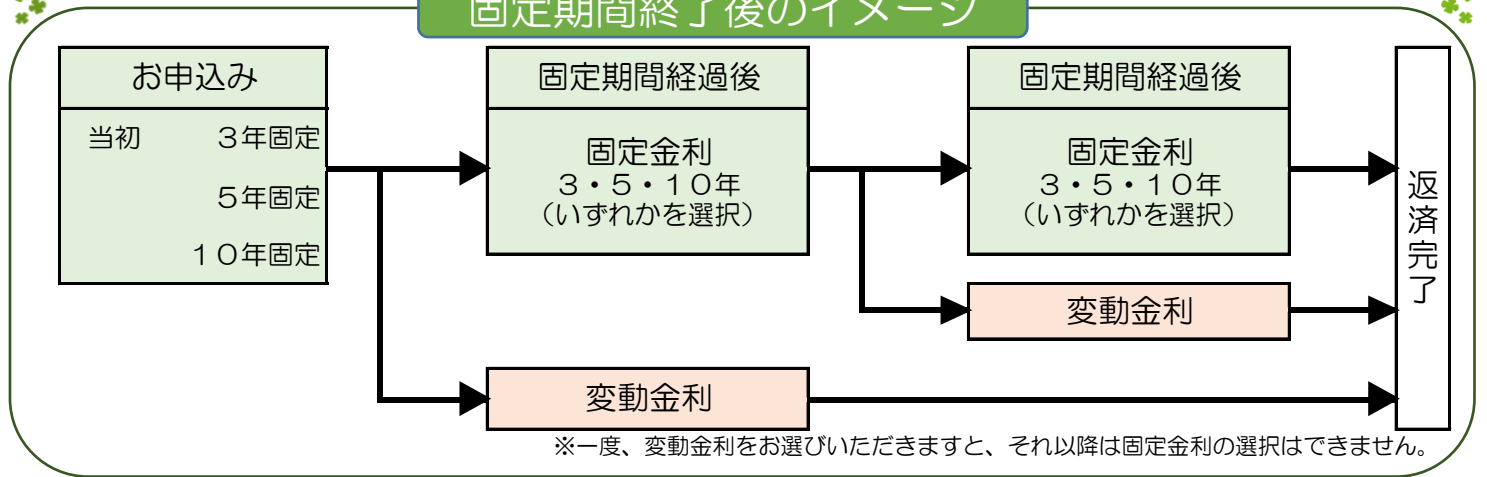 固定期間終了後のイメージ
お申込み
当初 ３年固定
５年固定
１０年固定
固定期間経過後
固定金利
３・５・１０年
（いずれかを選択）
変動金利
固定期間経過後
固定金利
３・５・１０年
（いずれかを選択）
変動金利
返済完了
※一度、変動金利をお選びいただきますと、それ以降は固定金利の選択はできません。